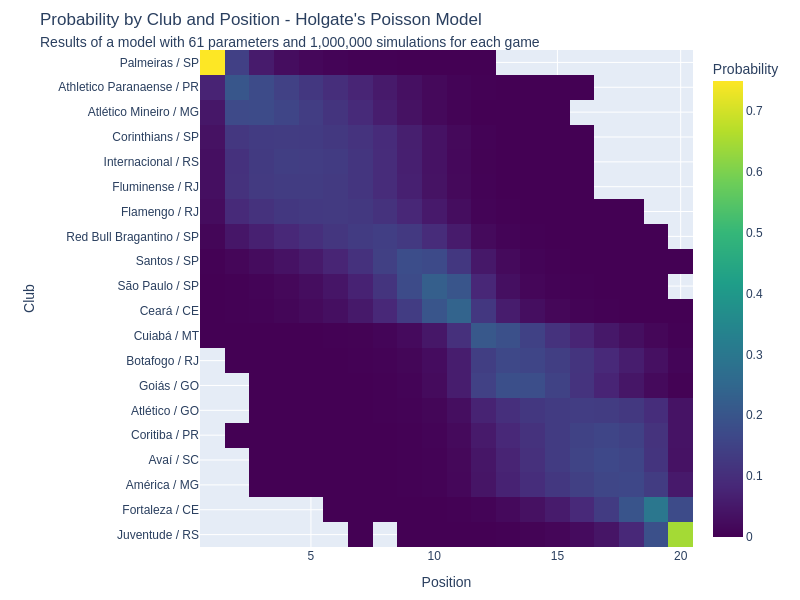 Probability by Club and Position - Holgate's Poisson Model
Results of a model with 61 parameters and 1,000,000 simulations for each game
Palmeiras / SP
Athletico Paranaense / PR
Atlético Mineiro / MG
Corinthians / SP
Internacional / RS
Fluminense / RJ
Flamengo / RJ
Red Bull Bragantino / SP
Santos / SP
São Paulo / SP
Ceará / CE
Cuiabá / MT
Botafogo / RJ
Goiás / GO
Atlético / GO
Coritiba / PR
Avaí / SC
América / MG
Fortaleza / CE
Juventude / RS
Club
5
10
15
20
Position
Probability
0.7
0.6
0.5
0.4
0.3
0.2
0.1
0